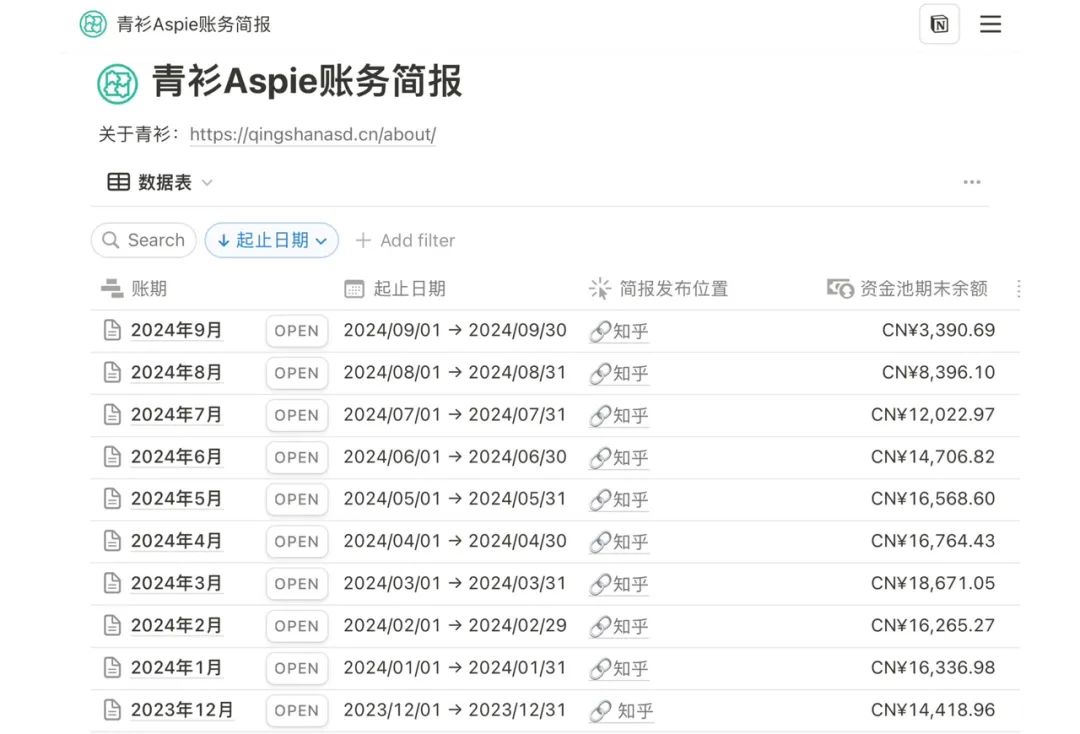 青衫Aspie账务简报
青衫Aspie账务简报
关于青衫：https://qingshanasd.cn/about/
数据表
Search ↓ 起止日期 + Add filter
账期 起止日期 简报发布位置 资金池期末余额
2024年9月 OPEN 2024/09/01 → 2024/09/30 知乎 CN¥3,390.69
2024年8月 OPEN 2024/08/01 → 2024/08/31 知乎 CN¥8,396.10
2024年7月 OPEN 2024/07/01 → 2024/07/31 知乎 CN¥12,022.97
2024年6月 OPEN 2024/06/01 → 2024/06/30 知乎 CN¥14,706.82
2024年5月 OPEN 2024/05/01 → 2024/05/31 知乎 CN¥16,568.60
2024年4月 OPEN 2024/04/01 → 2024/04/30 知乎 CN¥16,764.43
2024年3月 OPEN 2024/03/01 → 2024/03/31 知乎 CN¥18,671.05
2024年2月 OPEN 2024/02/01 → 2024/02/29 知乎 CN¥16,265.27
2024年1月 OPEN 2024/01/01 → 2024/01/31 知乎 CN¥16,336.98
2023年12月 OPEN 2023/12/01 → 2023/12/31 知乎 CN¥14,418.96